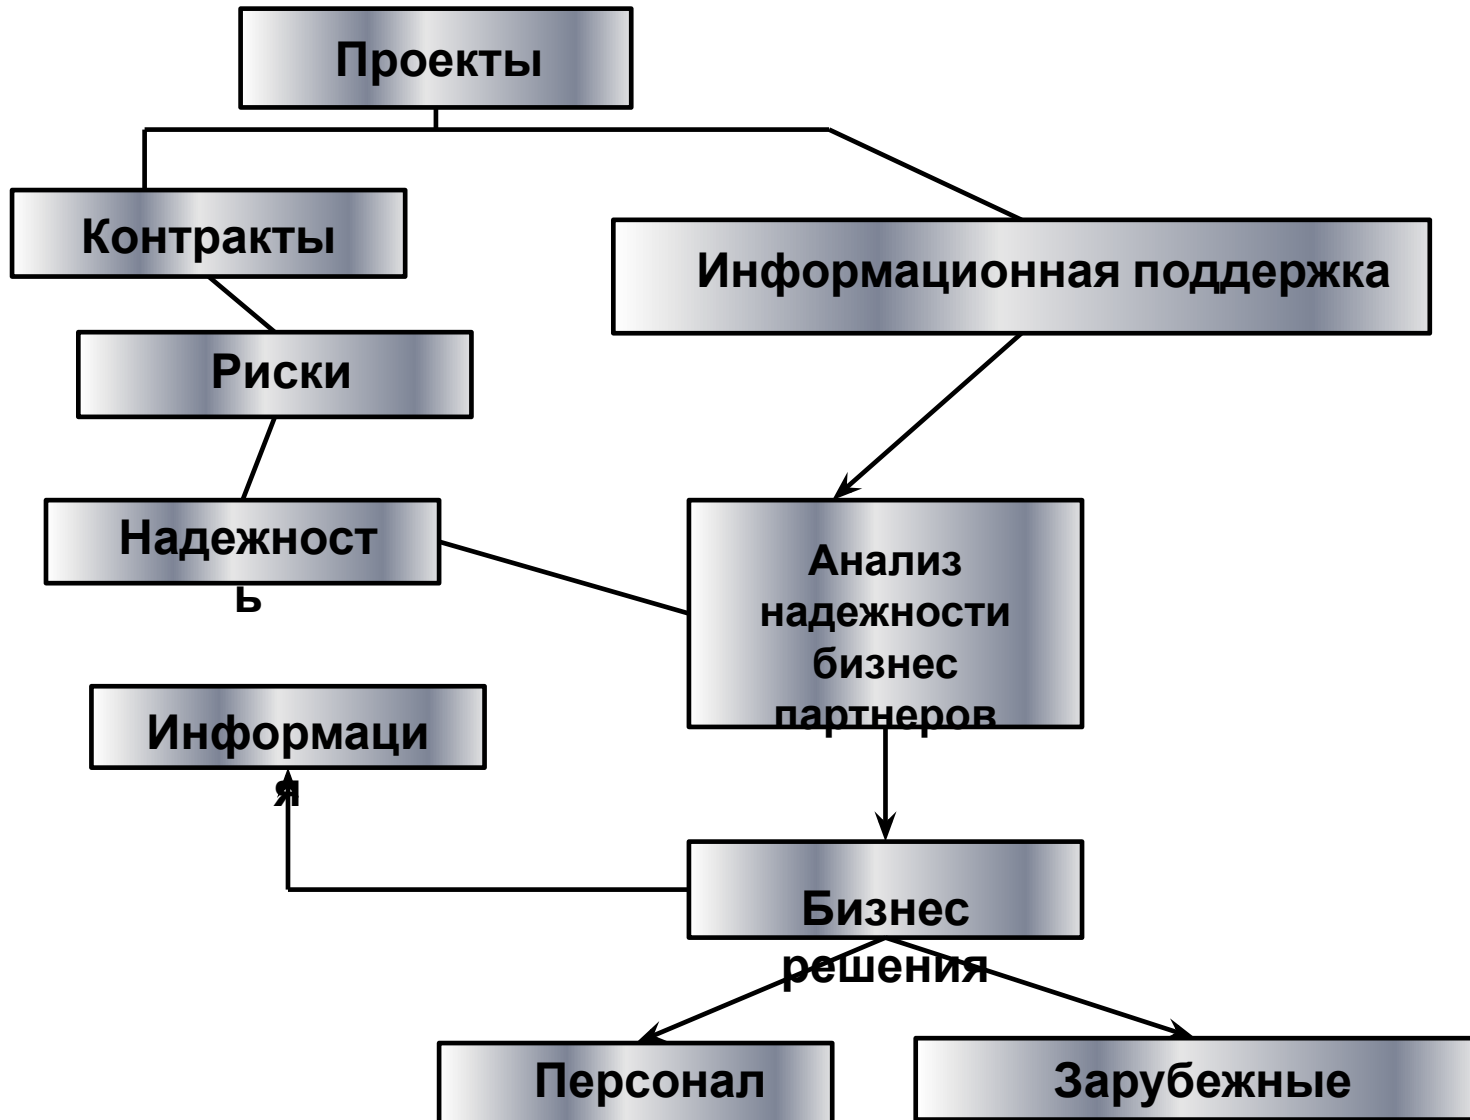 Проекты
Контракты
Информационная поддержка
Риски
Надежност
ь
Анализ
надежности
бизнес
партнеров
Информаци
я
Бизнес
решения
Персонал
Зарубежные